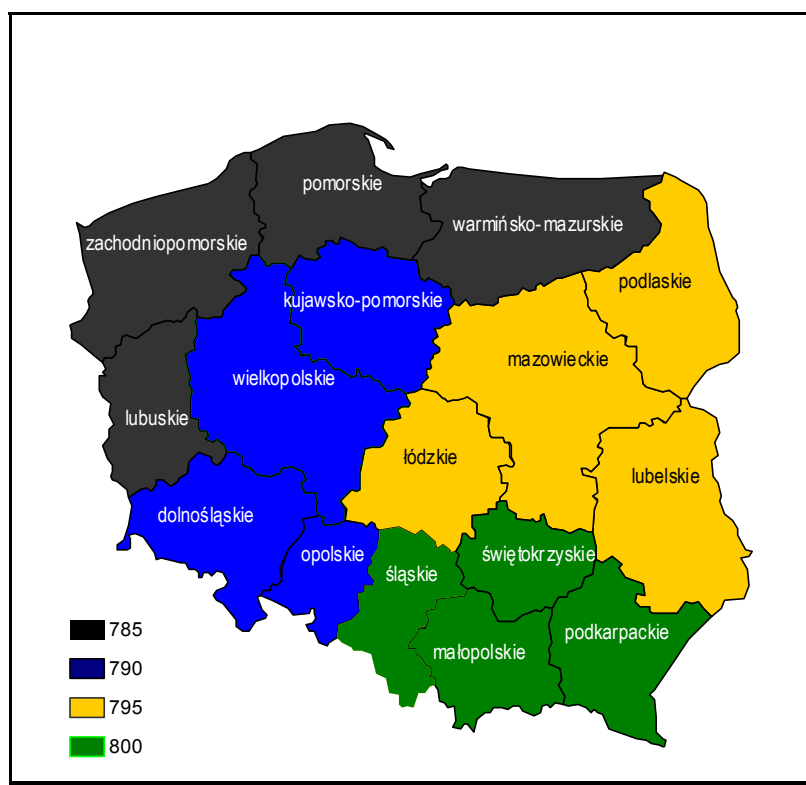 pomorskie
warmińsko-mazurskie
zachodniopomorskie
podlaskie
kujawsko-pomorskie
mazowieckie
wielkopolskie
lubuskie
łódzkie
lubelskie
dolnośląskie
opolskie
świętokrzyskie
śląskie
podkarpackie
małopolskie
785
790
795
800